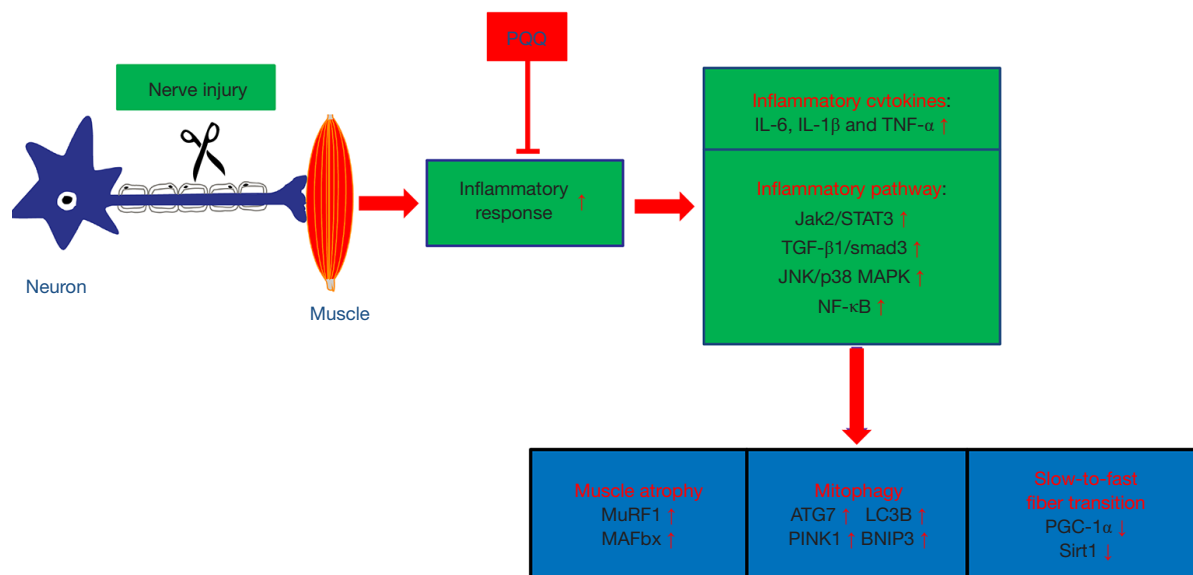 PQQ
Nerve injury
Neuron
Muscle
Inflammatory ↑
response
Inflammatory cvtokines:
IL-6, IL-1β and TNF-α ↑
Inflammatory pathway:
Jak2/STAT3 ↑
TGF-β1/smad3 ↑
JNK/p38 MAPK ↑
NF-κB ↑
Muscle atrophy
MuRF1 ↑
MAFbx ↑
Mitophagy
ATG7 ↑ LC3B ↑
PINK1 ↑ BNIP3 ↑
Slow-to-fast
fiber transition
PGC-1α ↓
Sirt1 ↓